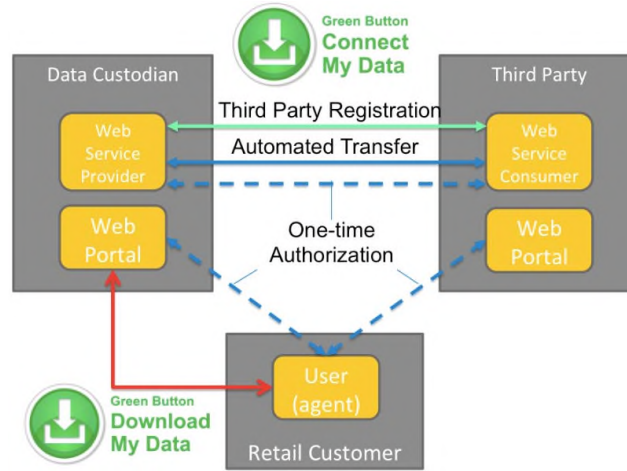 Green Button
Connect
My Data
Data Custodian
Third Party
Third Party Registration
Web
Service
Provider
Automated Transfer
Web
Service
Consumer
Web
Portal
One-time
Authorization
Web
Portal
User
(agent)
Green Button
Download
My Data
Retail Customer